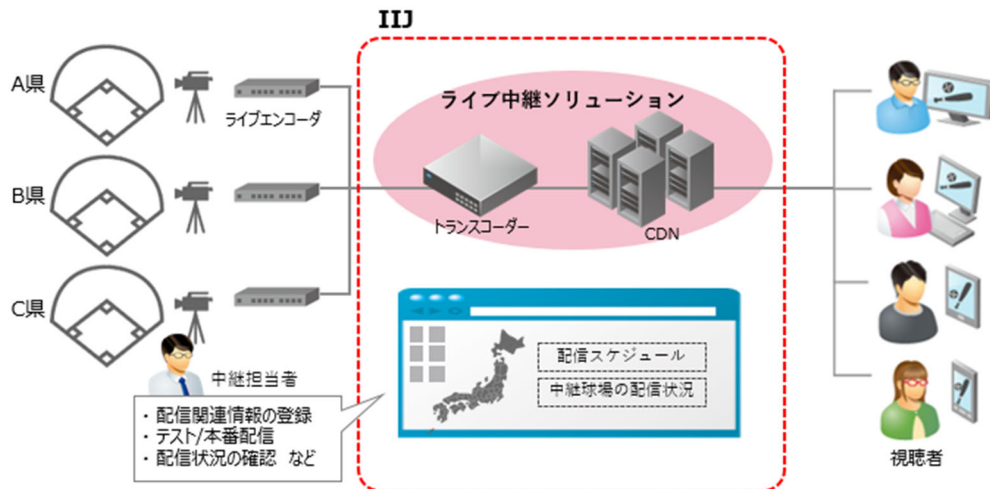 IIJ
A県
ライブエンコーダ
B県
C県
中継担当者
・配信関連情報の登録
・テスト/本番配信
・配信状況の確認 など
ライブ中継ソリューション
トランスコーダー
CDN
配信スケジュール
中継球場の配信状況
視聴者